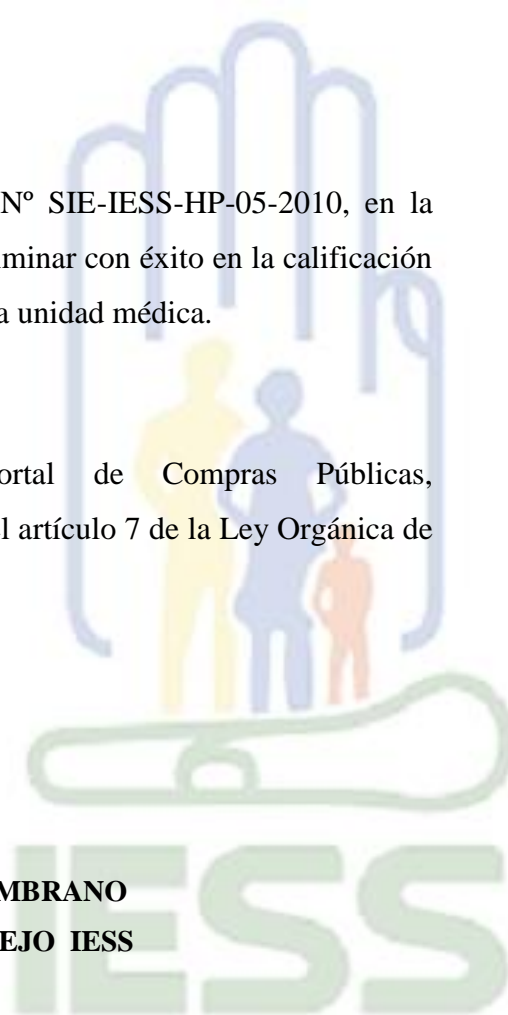 Nº SIE-IESS-HP-05-2010, en la
minar con éxito en la calificación
a unidad médica.
ortal de Compras Públicas,
el artículo 7 de la Ley Orgánica de
MBRANO
EJO IESS
IESS